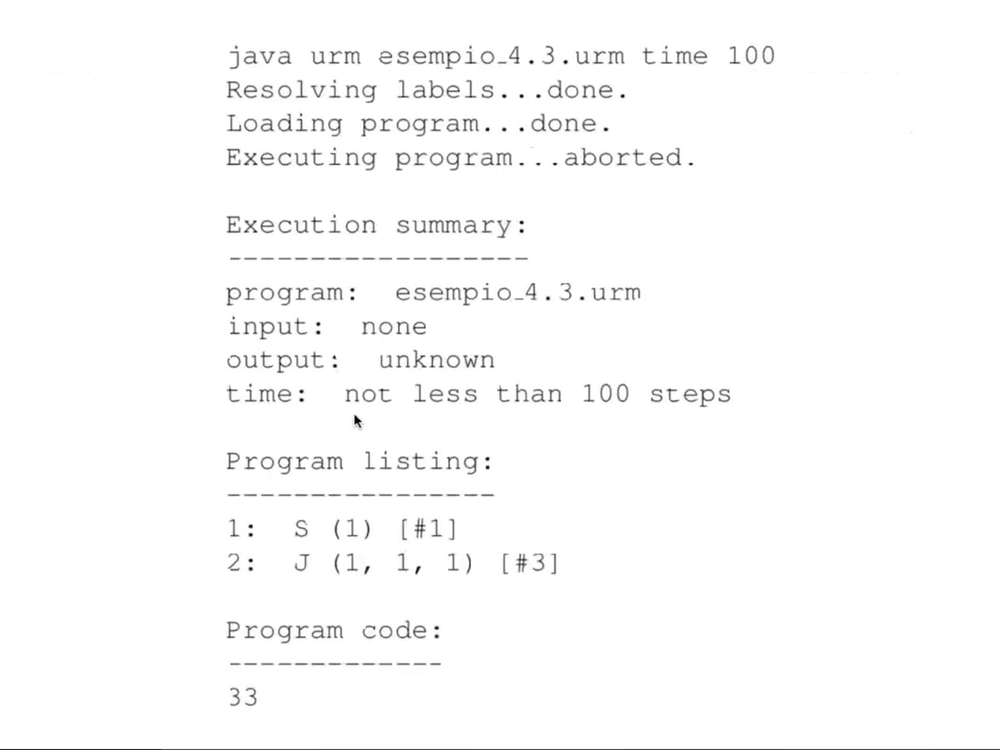 java urm esempio_4.3.urm time 100
Resolving labels...done.
Loading program...done.
Executing program...aborted.
Execution summary:
------------------
program: esempio_4.3.urm
input: none
output: unknown
time: not less than 100 steps
Program listing:
----------------
1: S (1) [#1]
2: J (1, 1, 1) [#3]
Program code:
-------------
33